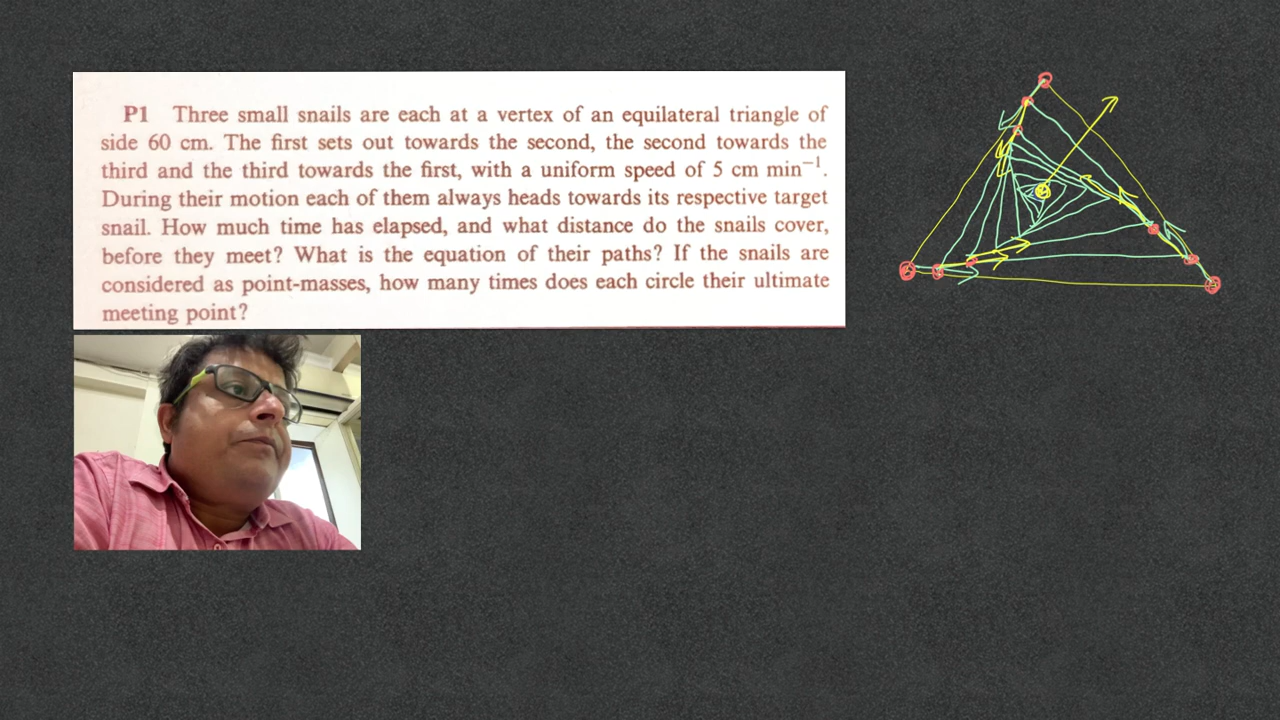 P1 Three small snails are each at a vertex of an equilateral triangle of
side 60 cm. The first sets out towards the second, the second towards the
third and the third towards the first, with a uniform speed of 5 cm min⁻¹.
During their motion each of them always heads towards its respective target
snail. How much time has elapsed, and what distance do the snails cover,
before they meet? What is the equation of their paths? If the snails are
considered as point-masses, how many times does each circle their ultimate
meeting point?